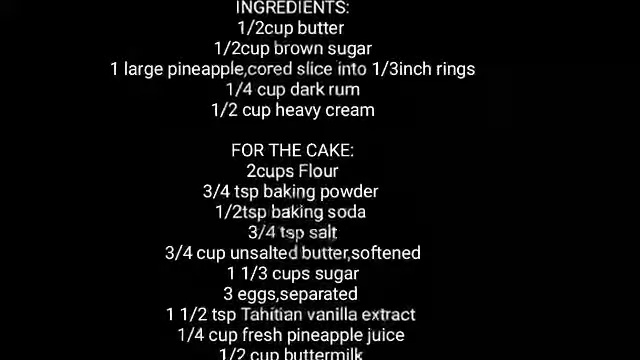 INGREDIENTS:
1/2cup butter
1/2cup brown sugar
1 large pineapple,cored slice into 1/3inch rings
1/4 cup dark rum
1/2 cup heavy cream
FOR THE CAKE:
2cups Flour
3/4 tsp baking powder
1/2tsp baking soda
3/4 tsp salt
3/4 cup unsalted butter,softened
1 1/3 cups sugar
3 eggs,separated
1 1/2 tsp Tahitian vanilla extract
1/4 cup fresh pineapple juice
1/2 cup buttermilk